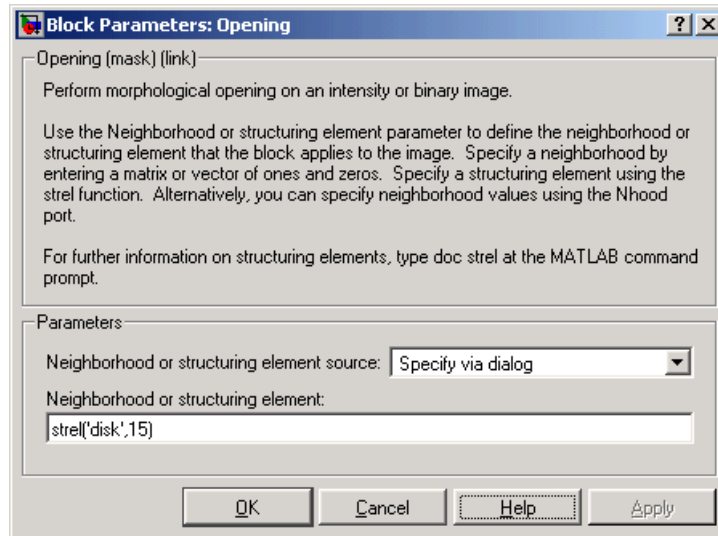 Block Parameters: Opening
Opening (mask) (link)
Perform morphological opening on an intensity or binary image.
Use the Neighborhood or structuring element parameter to define the neighborhood or
structuring element that the block applies to the image. Specify a neighborhood by
entering a matrix or vector of ones and zeros. Specify a structuring element using the
strel function. Alternatively, you can specify neighborhood values using the Nhood
port.
For further information on structuring elements, type doc strel at the MATLAB command
prompt.
Parameters
Neighborhood or structuring element source: Specify via dialog
Neighborhood or structuring element:
strel('disk',15)
OK Cancel Help Apply